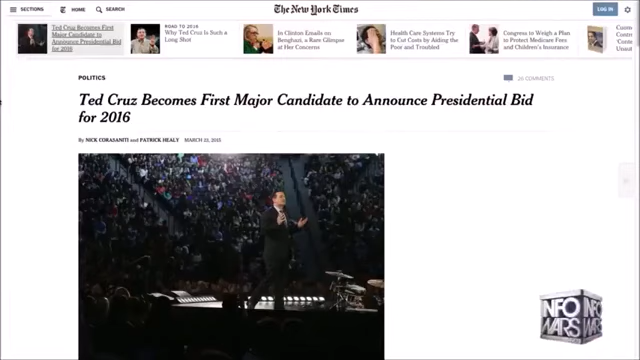 SECTIONS
HOME
The New York Times
LOG IN
Ted Cruz Becomes First
Major Candidate to
Announce Presidential Bid
for 2016
ROAD TO 2016
Why Ted Cruz Is Such a
Long Shot
In Clinton Emails on
Benghazi, a Rare Glimpse
at Her Concerns
Health Care Systems Try
to Cut Costs by Aiding the
Poor and Troubled
Congress to Weigh a Plan
to Protect Medicare Fees
and Children's Insurance
POLITICS
26 COMMENTS
Ted Cruz Becomes First Major Candidate to Announce Presidential Bid
for 2016
By NICK CORASANITI and PATRICK HEALY MARCH 23, 2015
INFO
WARS